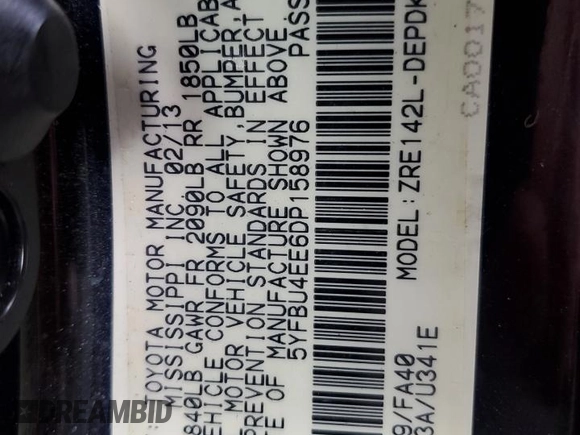 TOYOTA MOTOR MANUFACTURING
MISSISSIPPI INC. 02/13
840LB GAWR FR 2090LB RR 1850LB
VEHICLE CONFORMS TO ALL APPLICAB
MOTOR VEHICLE SAFETY, BUMPER, A
PREVENTION STANDARDS IN EFFECT
OF MANUFACTURE SHOWN ABOVE.
5YFBU4EE6DP158976 PASS
MODEL: ZRE142L-DEPDK
9/FA40
3A/U341E
CA0017
DREAMBID